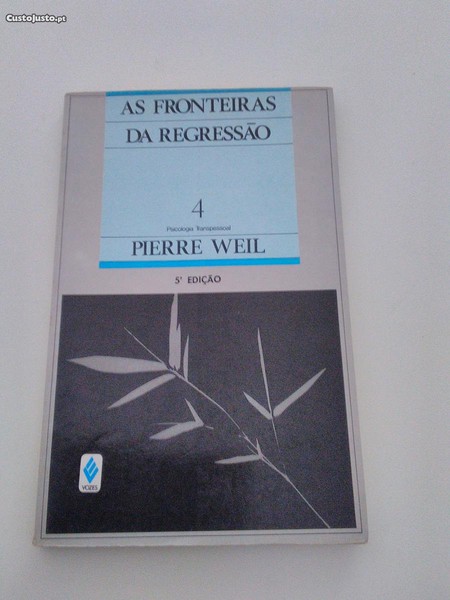 CustoJusto.pt
AS FRONTEIRAS
DA REGRESSÃO
4
Psicologia Transpessoal
PIERRE WEIL
5ª EDIÇÃO
VOZES